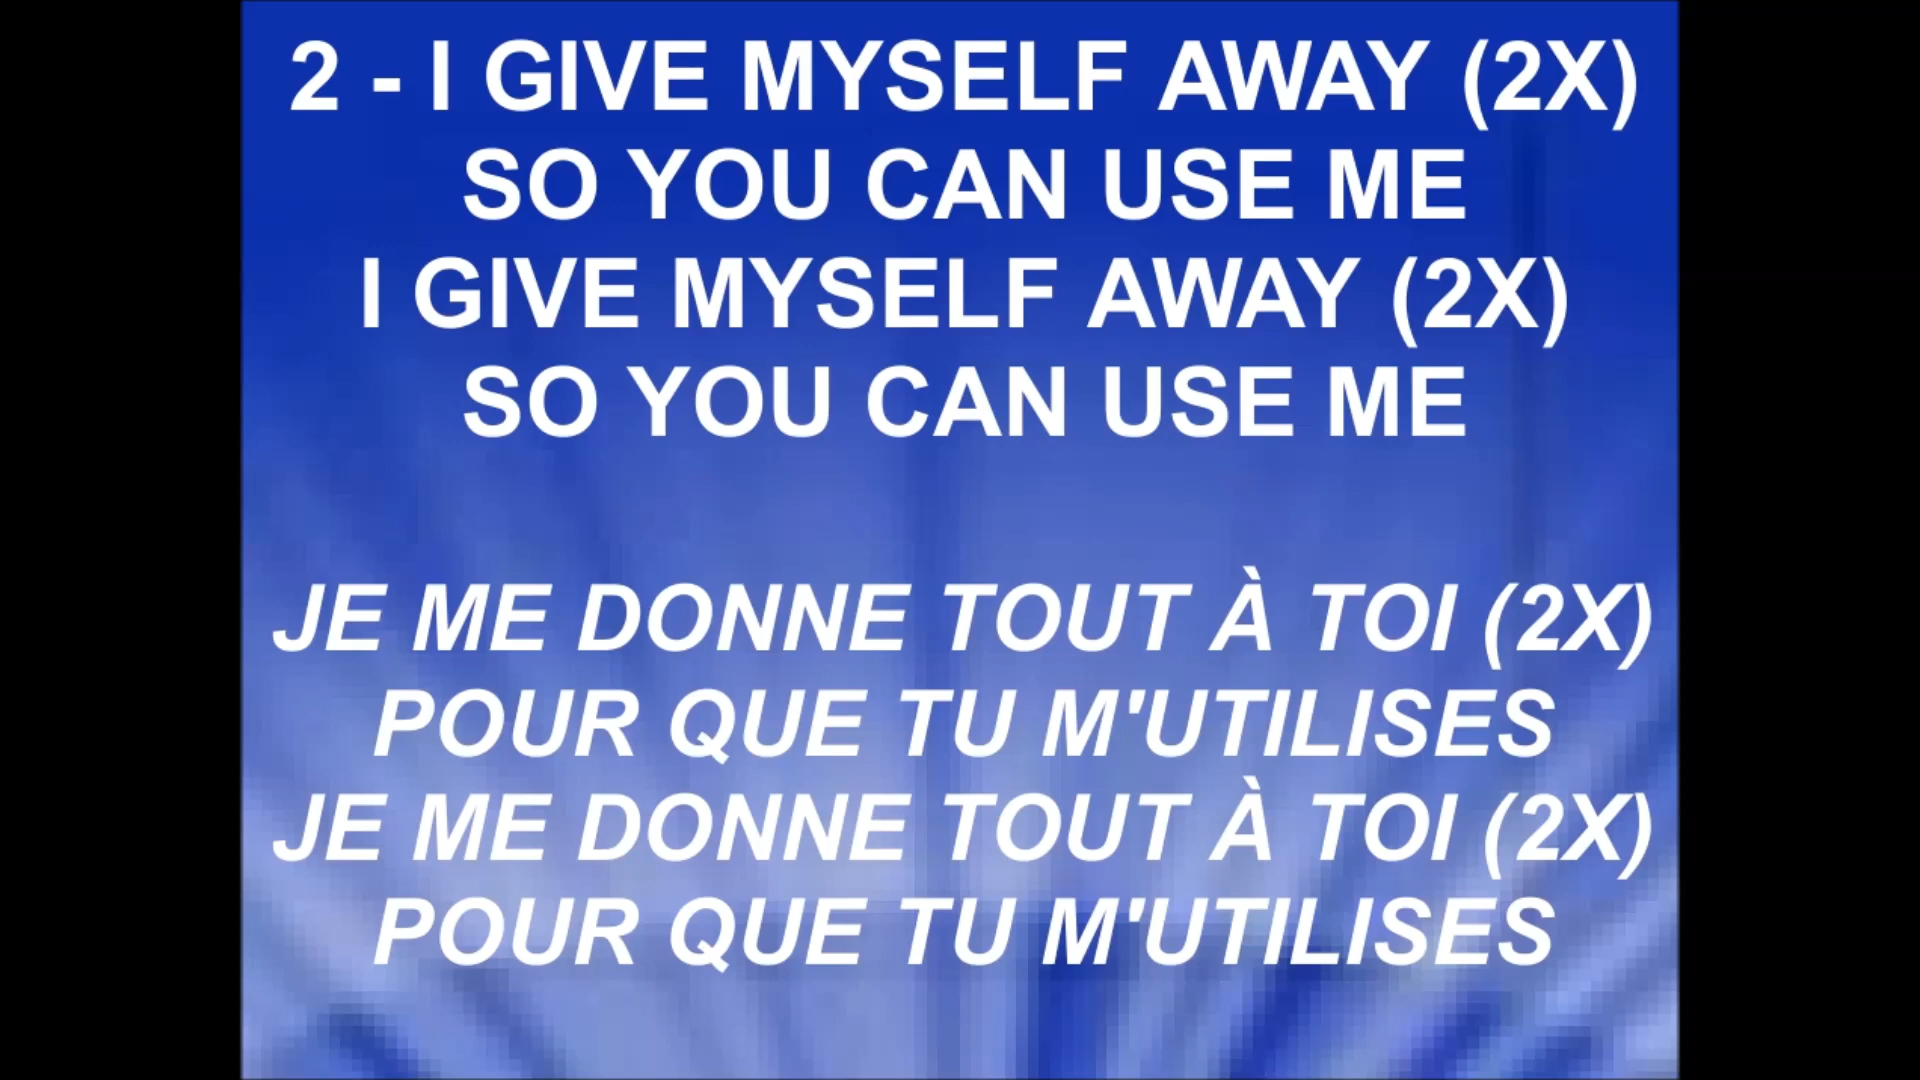 2 - I GIVE MYSELF AWAY (2X)
SO YOU CAN USE ME
I GIVE MYSELF AWAY (2X)
SO YOU CAN USE ME
JE ME DONNE TOUT À TOI (2X)
POUR QUE TU M'UTILISES
JE ME DONNE TOUT À TOI (2X)
POUR QUE TU M'UTILISES